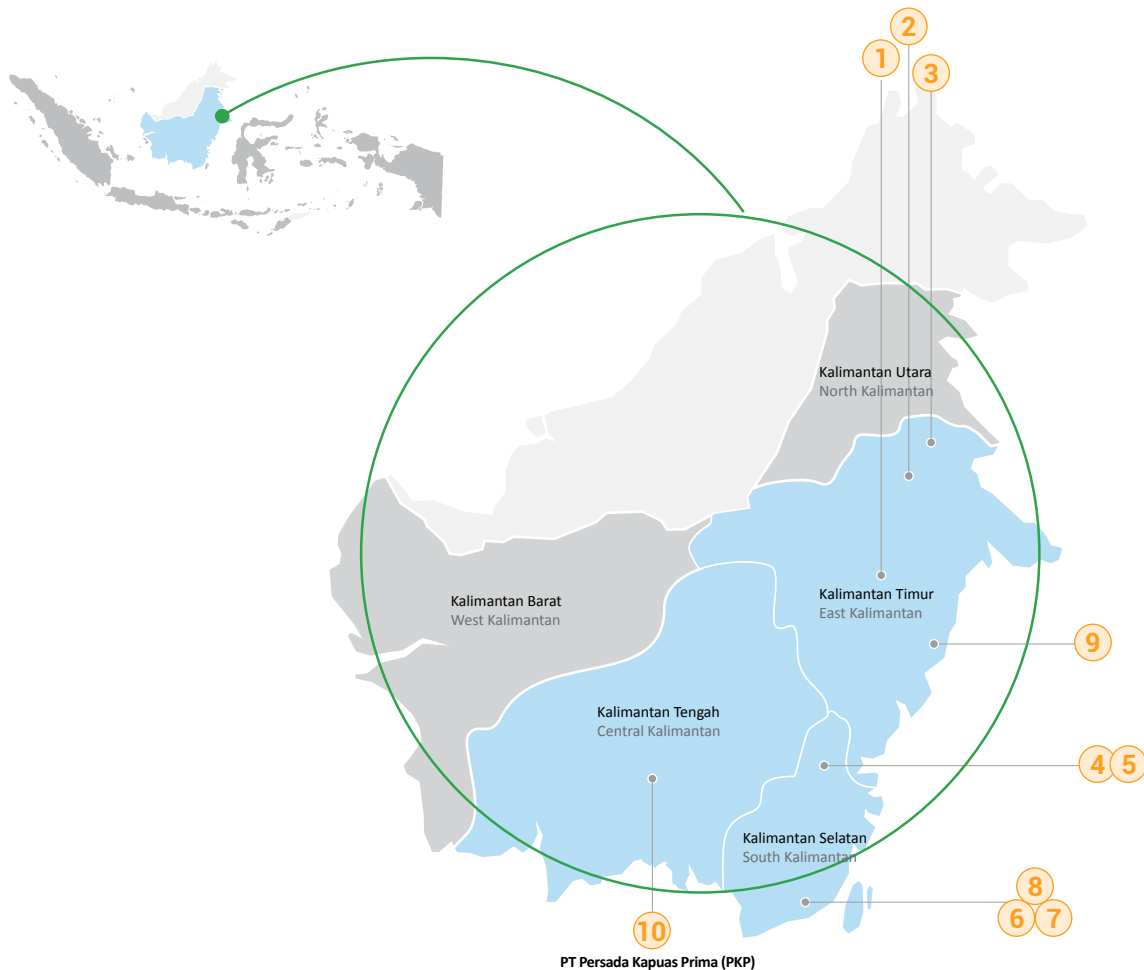 2
1
3
Kalimantan Utara
North Kalimantan
Kalimantan Barat
West Kalimantan
Kalimantan Timur
East Kalimantan
9
Kalimantan Tengah
Central Kalimantan
4 5
Kalimantan Selatan
South Kalimantan
8
6 7
10
PT Persada Kapuas Prima (PKP)